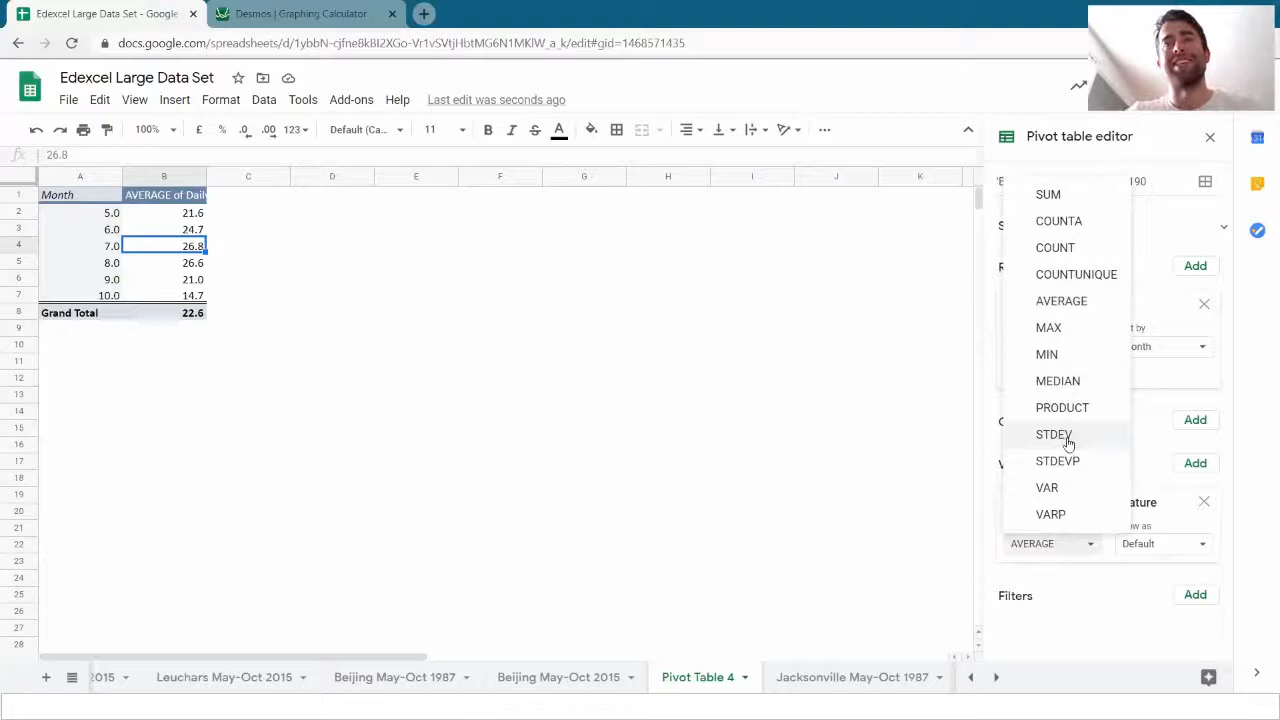 Edexcel Large Data Set - Google
Desmos | Graphing Calculator
docs.google.com/spreadsheets/d/1ybbN-cjfne8kBI2XGo-Vr1vSVtjHbtMG6N1MKlW_a_k/edit#gid=1468571435
Edexcel Large Data Set
File Edit View Insert Format Data Tools Add-ons Help Last edit was seconds ago
100% £ % .0 .00 123 Default (Ca... 11 B I S A
fx 26.8
Pivot table editor
A B C D E F G H I J K
1 Month AVERAGE of Daily
2 5.0 21.6
3 6.0 24.7
4 7.0 26.8
5 8.0 26.6
6 9.0 21.0
7 10.0 14.7
8 Grand Total 22.6
9
10
11
12
13
14
15
16
17
18
19
20
21
22
23
24
25
26
27
28
190
SUM
COUNTA
COUNT
COUNTUNIQUE
AVERAGE
MAX
MIN
MEDIAN
PRODUCT
STDEV
STDEVP
VAR
VARP
Add
t by
onth
Add
Add
ature
w as
AVERAGE Default
Filters Add
2015 Leuchars May-Oct 2015 Beijing May-Oct 1987 Beijing May-Oct 2015 Pivot Table 4 Jacksonville May-Oct 1987